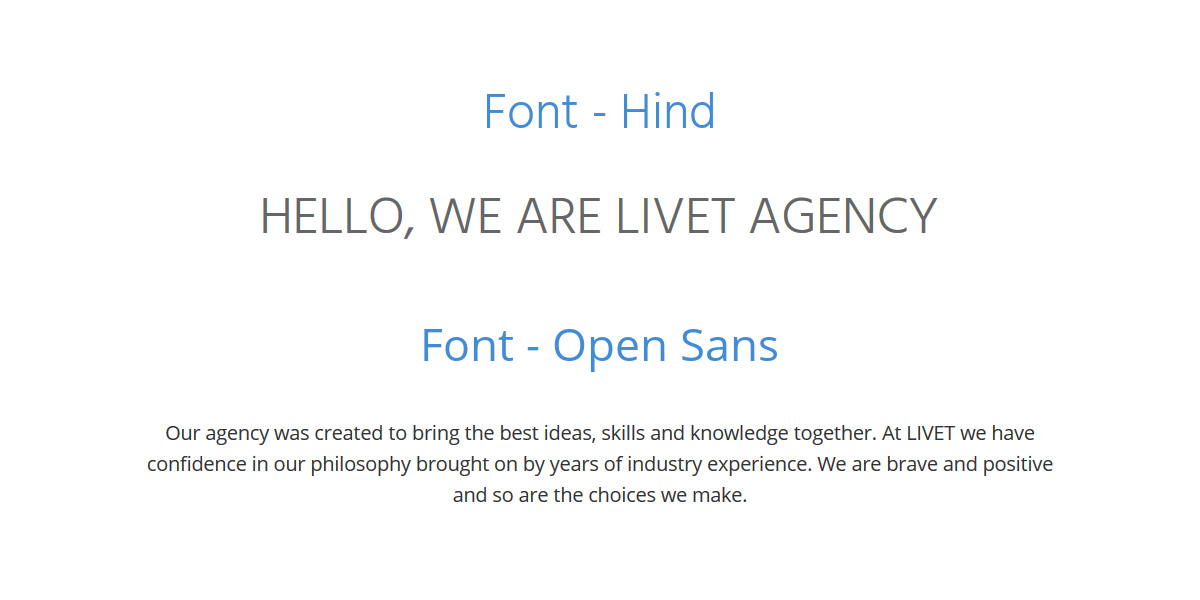 Font - Hind
HELLO, WE ARE LIVET AGENCY
Font - Open Sans
Our agency was created to bring the best ideas, skills and knowledge together. At LIVET we have
confidence in our philosophy brought on by years of industry experience. We are brave and positive
and so are the choices we make.